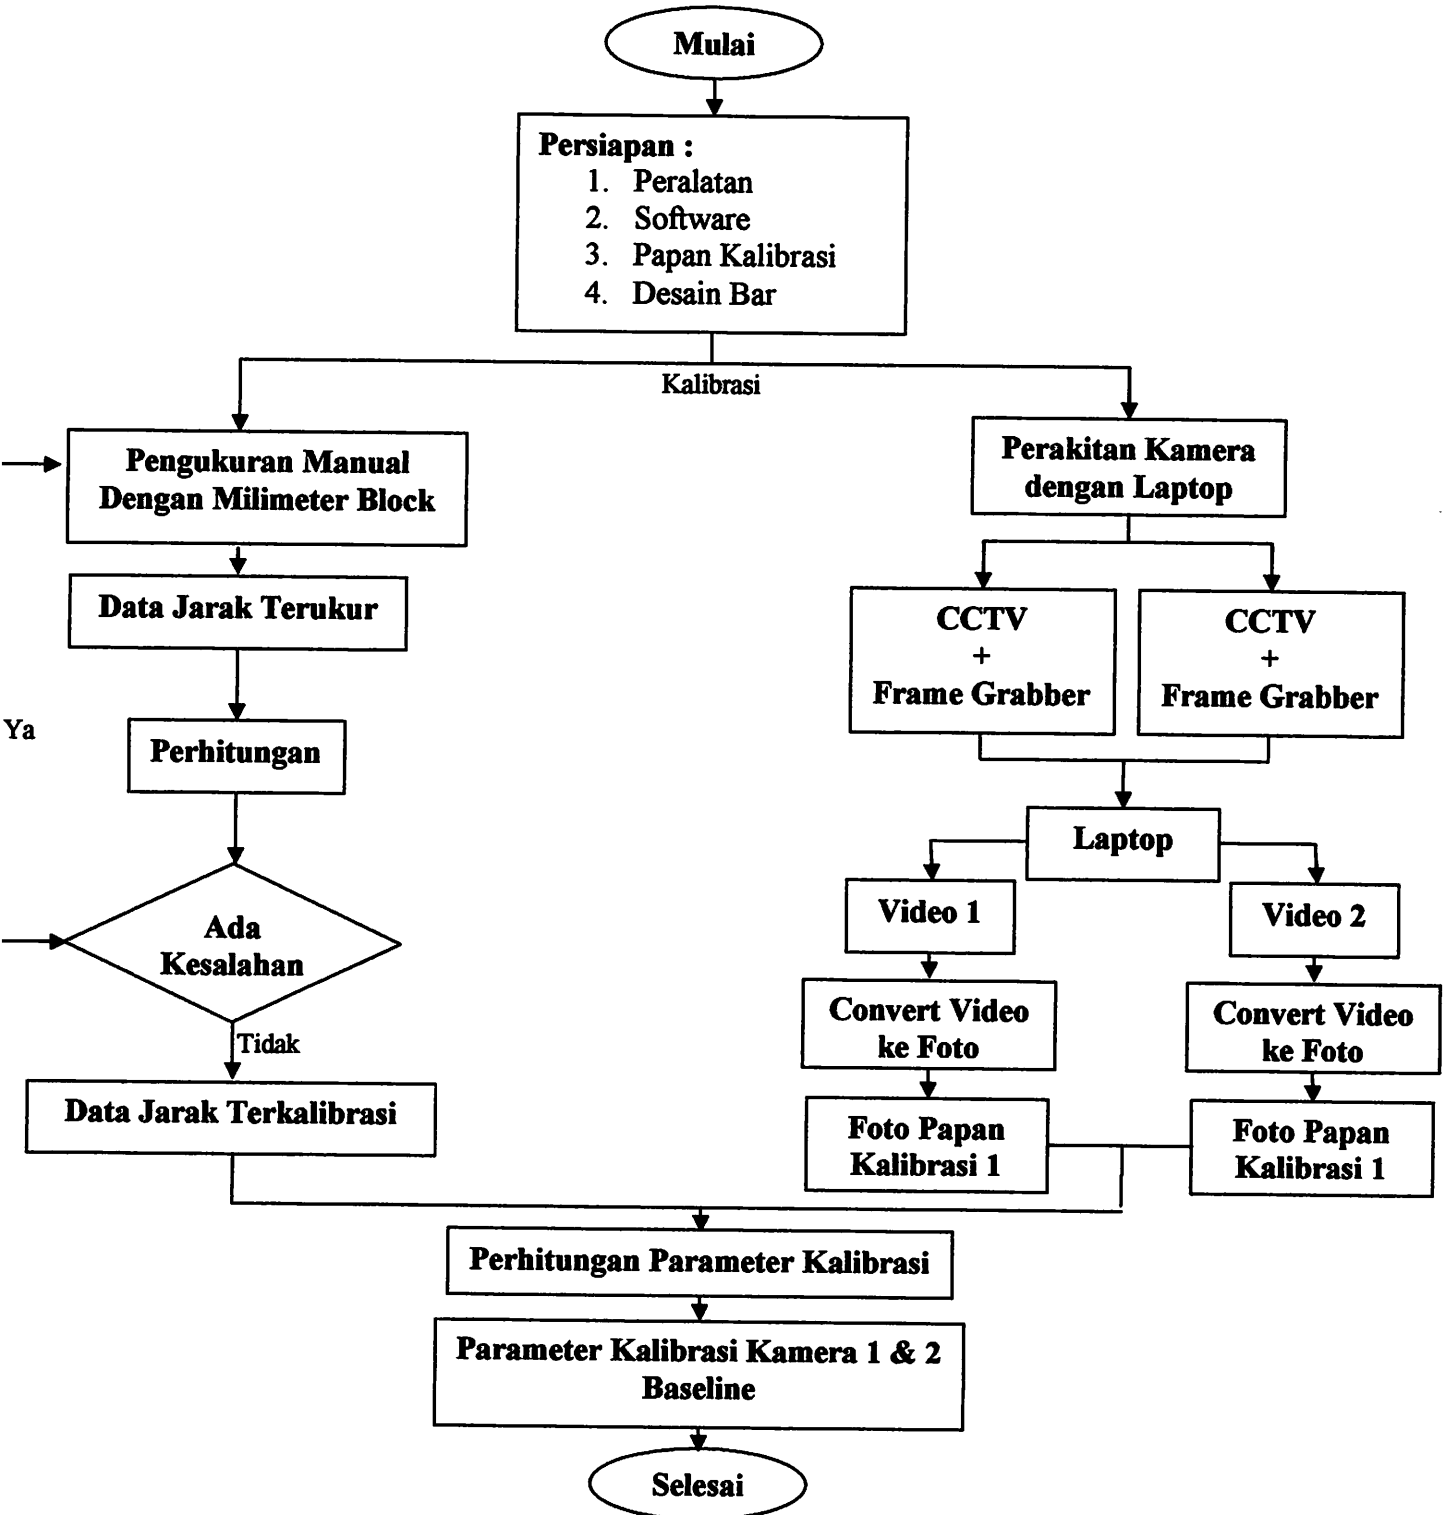 Mulai
Persiapan :
1. Peralatan
2. Software
3. Papan Kalibrasi
4. Desain Bar
Kalibrasi
Pengukuran Manual
Dengan Milimeter Block
Data Jarak Terukur
Ya
Perhitungan
Ada
Kesalahan
Tidak
Data Jarak Terkalibrasi
Perakitan Kamera
dengan Laptop
CCTV
+
Frame Grabber
CCTV
+
Frame Grabber
Laptop
Video 1
Video 2
Convert Video
ke Foto
Convert Video
ke Foto
Foto Papan
Kalibrasi 1
Foto Papan
Kalibrasi 1
Perhitungan Parameter Kalibrasi
Parameter Kalibrasi Kamera 1 & 2
Baseline
Selesai